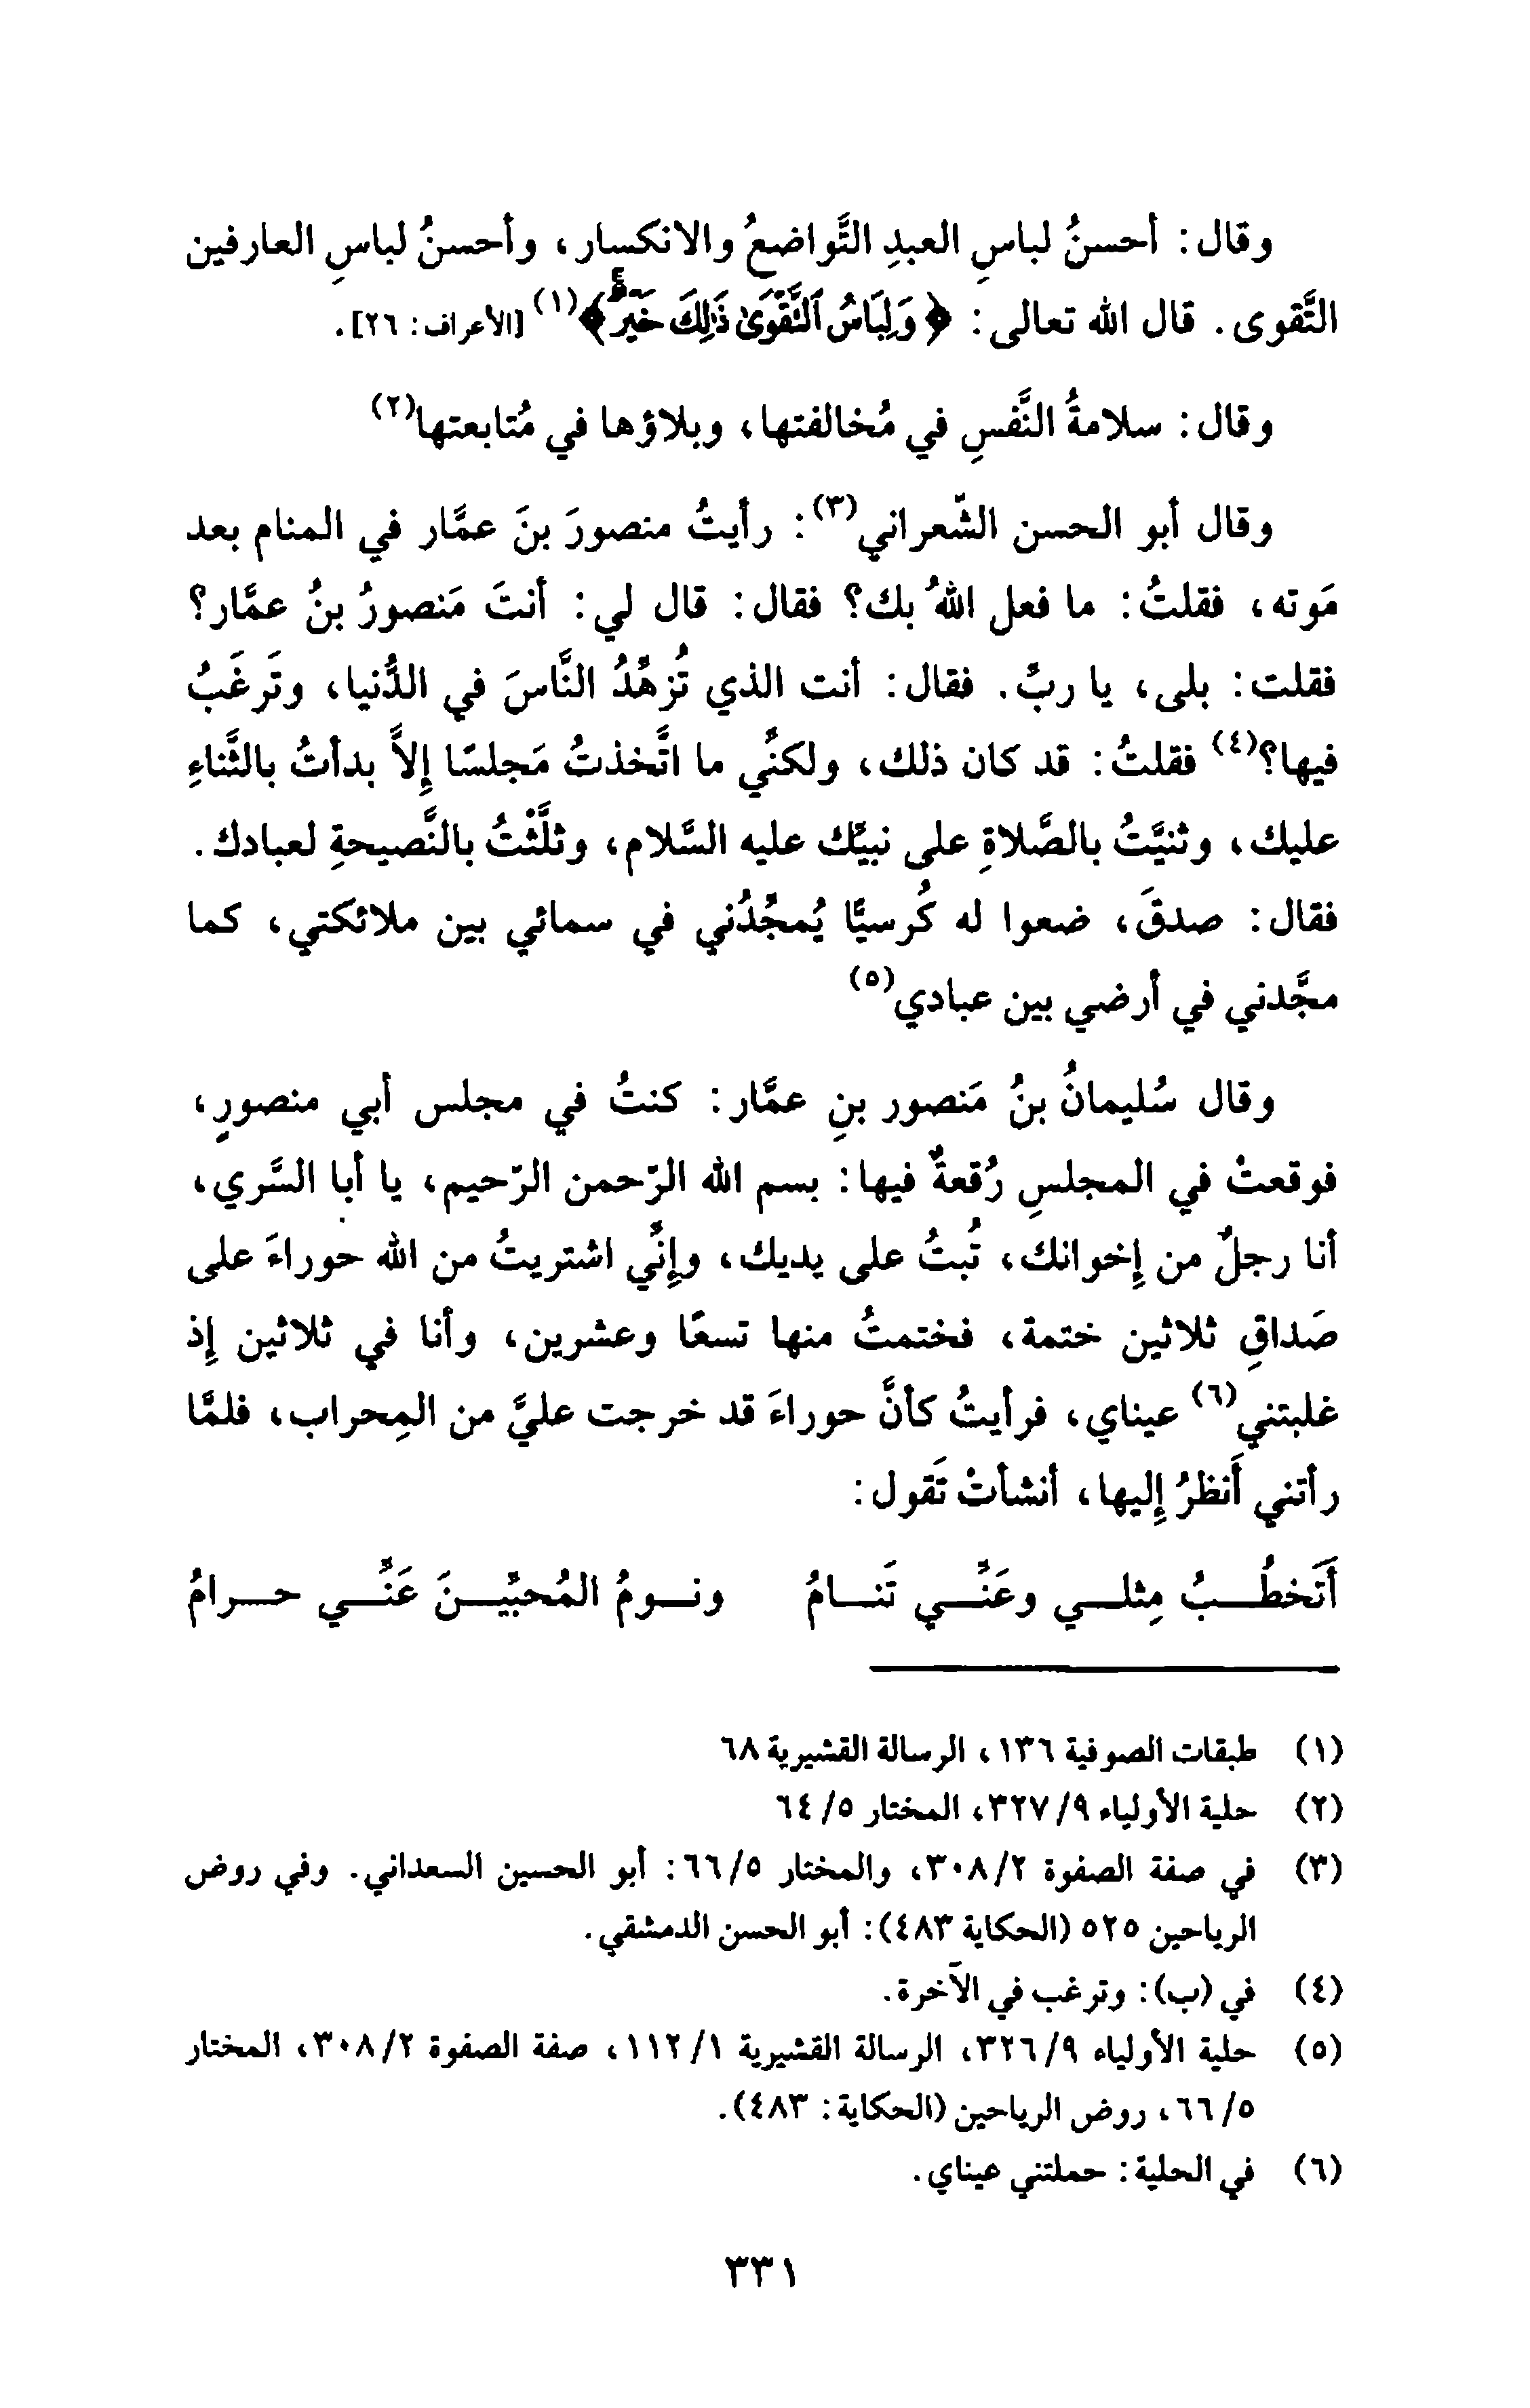 وقال: أحسنُ لباسِ العبدِ التَّواضعُ والانكسار، وأحسنُ لباسِ العارفين
التَّقوى. قال الله تعالى: ﴿وَلِبَاسُ ٱلتَّقْوَىٰ ذَٰلِكَ خَيْرٌ﴾(١) [الأعراف: ٢٦].
وقال: سلامةُ النَّفسِ في مُخالفتها، وبلاؤها في مُتابعتها(٢)
وقال أبو الحسن الشّعراني(٣): رأيتُ منصورَ بنَ عمَّار في المنام بعد
مَوته، فقلتُ: ما فعل اللهُ بك؟ فقال: قال لي: أنتَ مَنصورُ بنُ عمَّار؟
فقلت: بلى، يا ربِّ. فقال: أنت الذي تُزهِّدُ النَّاسَ في الدُّنيا، وتَرغَبُ
فيها؟(٤) فقلتُ: قد كان ذلك، ولكنِّي ما اتَّخذتُ مَجلسًا إِلاَّ بدأتُ بالثَّناءِ
عليك، وثنيَّتُ بالصَّلاةِ على نبيِّك عليه السَّلام، وثلَّثْتُ بالنَّصيحةِ لعبادك.
فقال: صدقَ، ضعوا له كُرسيًّا يُمجِّدُني في سمائي بين ملائكتي، كما
مجَّدني في أرضي بين عبادي(٥)
وقال سُليمانُ بنُ مَنصور بنِ عمَّار: كنتُ في مجلس أبي منصورٍ،
فوقعتْ في المجلسِ رُقعةٌ فيها: بسم الله الرّحمن الرّحيم، يا أبا السَّري،
أنا رجلٌ من إِخوانك، تُبتُ على يديك، وإِنِّي اشتريتُ من الله حوراءَ على
صَداقِ ثلاثين ختمة، فختمتُ منها تسعًا وعشرين، وأنا في ثلاثين إِذ
غلبتني(٦) عيناي، فرأيتُ كأنَّ حوراءَ قد خرجت عليَّ من المِحراب، فلمَّا
رأتني أَنظرُ إِليها، أنشأتْ تَقول:
أَتَخطُبُ مِثلي وعَنِّي تَنامُ ونومُ المُحبِّينَ عَنِّي حرامُ
(١) طبقات الصوفية ١٣٦، الرسالة القشيرية ٦٨
(٢) حلية الأولياء ٩/ ٣٢٧، المختار ٥/ ٦٤
(٣) في صفة الصفوة ٢/ ٣٠٨، والمختار ٥/ ٦٦: أبو الحسين السعداني. وفي روض
الرياحين ٥٢٥ (الحكاية ٤٨٣): أبو الحسن الدمشقي.
(٤) في (ب): وترغب في الآخرة.
(٥) حلية الأولياء ٩/ ٣٢٦، الرسالة القشيرية ١/ ١١٢، صفة الصفوة ٢/ ٣٠٨، المختار
٥/ ٦٦، روض الرياحين (الحكاية: ٤٨٣).
(٦) في الحلية: حملتني عيناي.
٣٣١